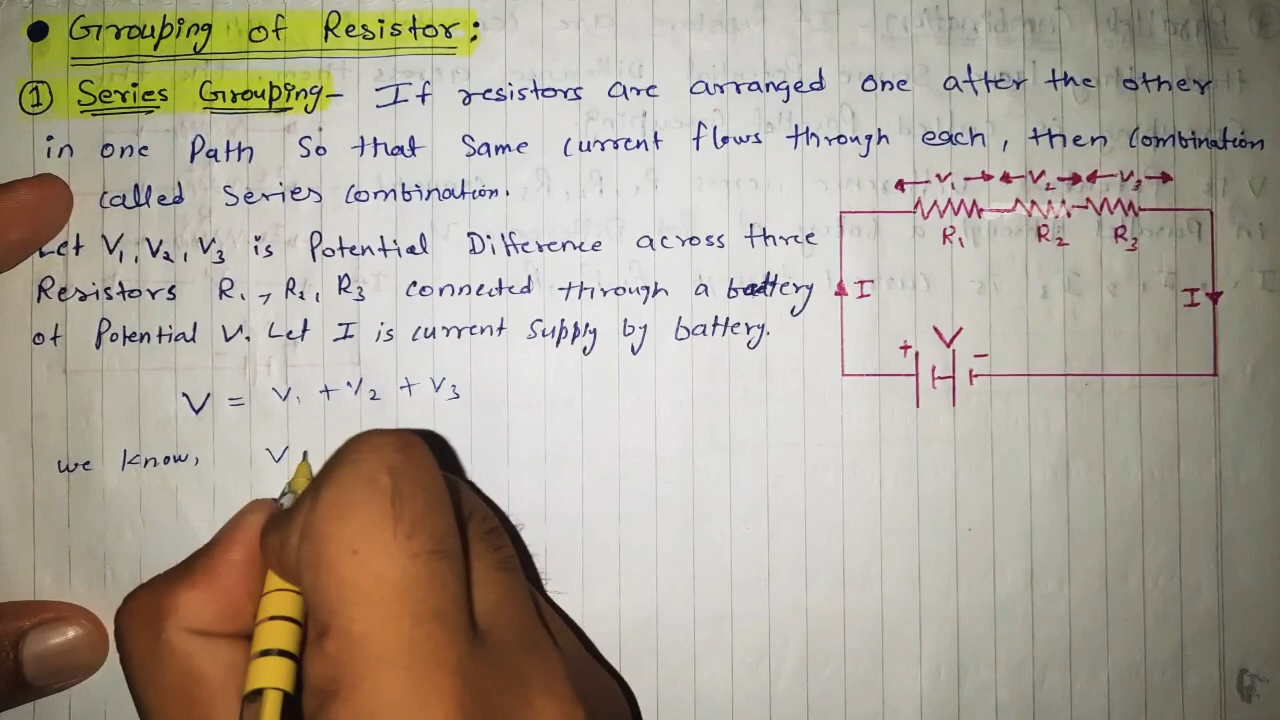 • Grouping of Resistor:
① Series Grouping - If resistors are arranged one after the other
in one Path So that Same current flows through each, then Combination
called Series Combination.
Let V₁, V₂, V₃ is Potential Difference across three
Resistors R₁, R₂, R₃ connected through a battery
of Potential V. Let I is current Supply by battery.
V = V₁ + V₂ + V₃
we know, V
V₁ V₂ V₃
R₁ R₂ R₃
I I
V
+ -